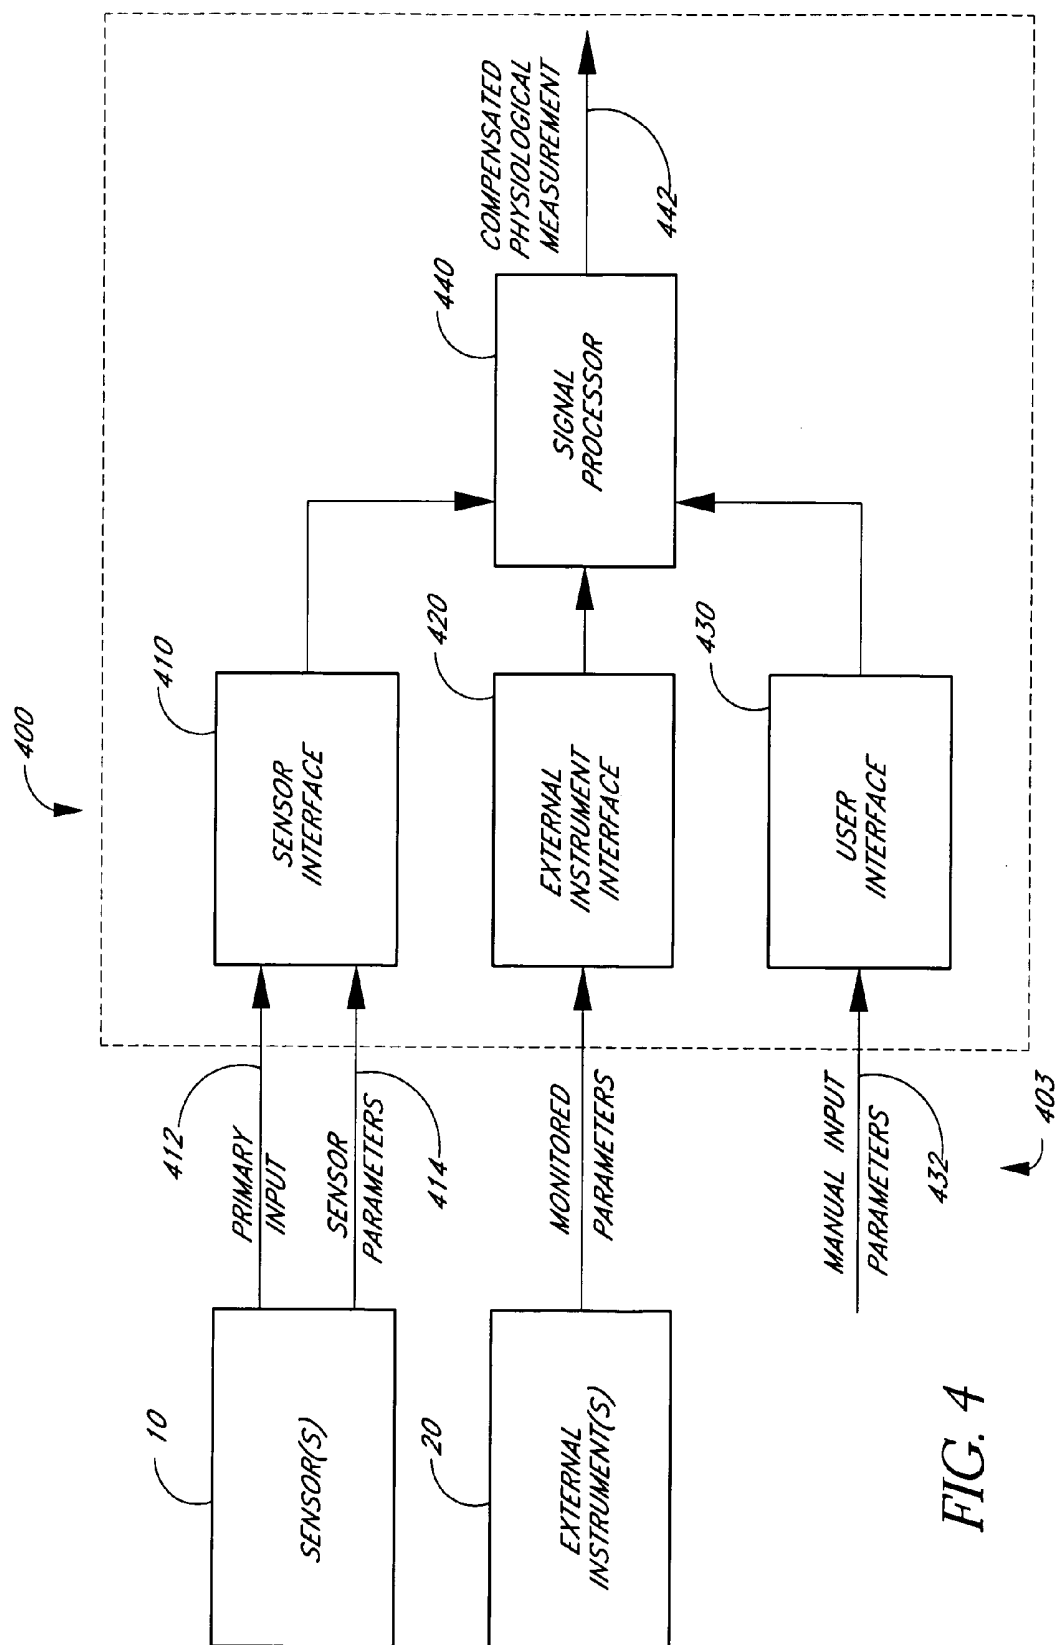 400
10
SENSOR(S)
412
PRIMARY
INPUT
SENSOR
PARAMETERS
414
410
SENSOR
INTERFACE
20
EXTERNAL
INSTRUMENT(S)
MONITORED
PARAMETERS
420
EXTERNAL
INSTRUMENT
INTERFACE
440
SIGNAL
PROCESSOR
COMPENSATED
PHYSIOLOGICAL
MEASUREMENT
442
MANUAL INPUT
PARAMETERS
432
430
USER
INTERFACE
403
FIG. 4